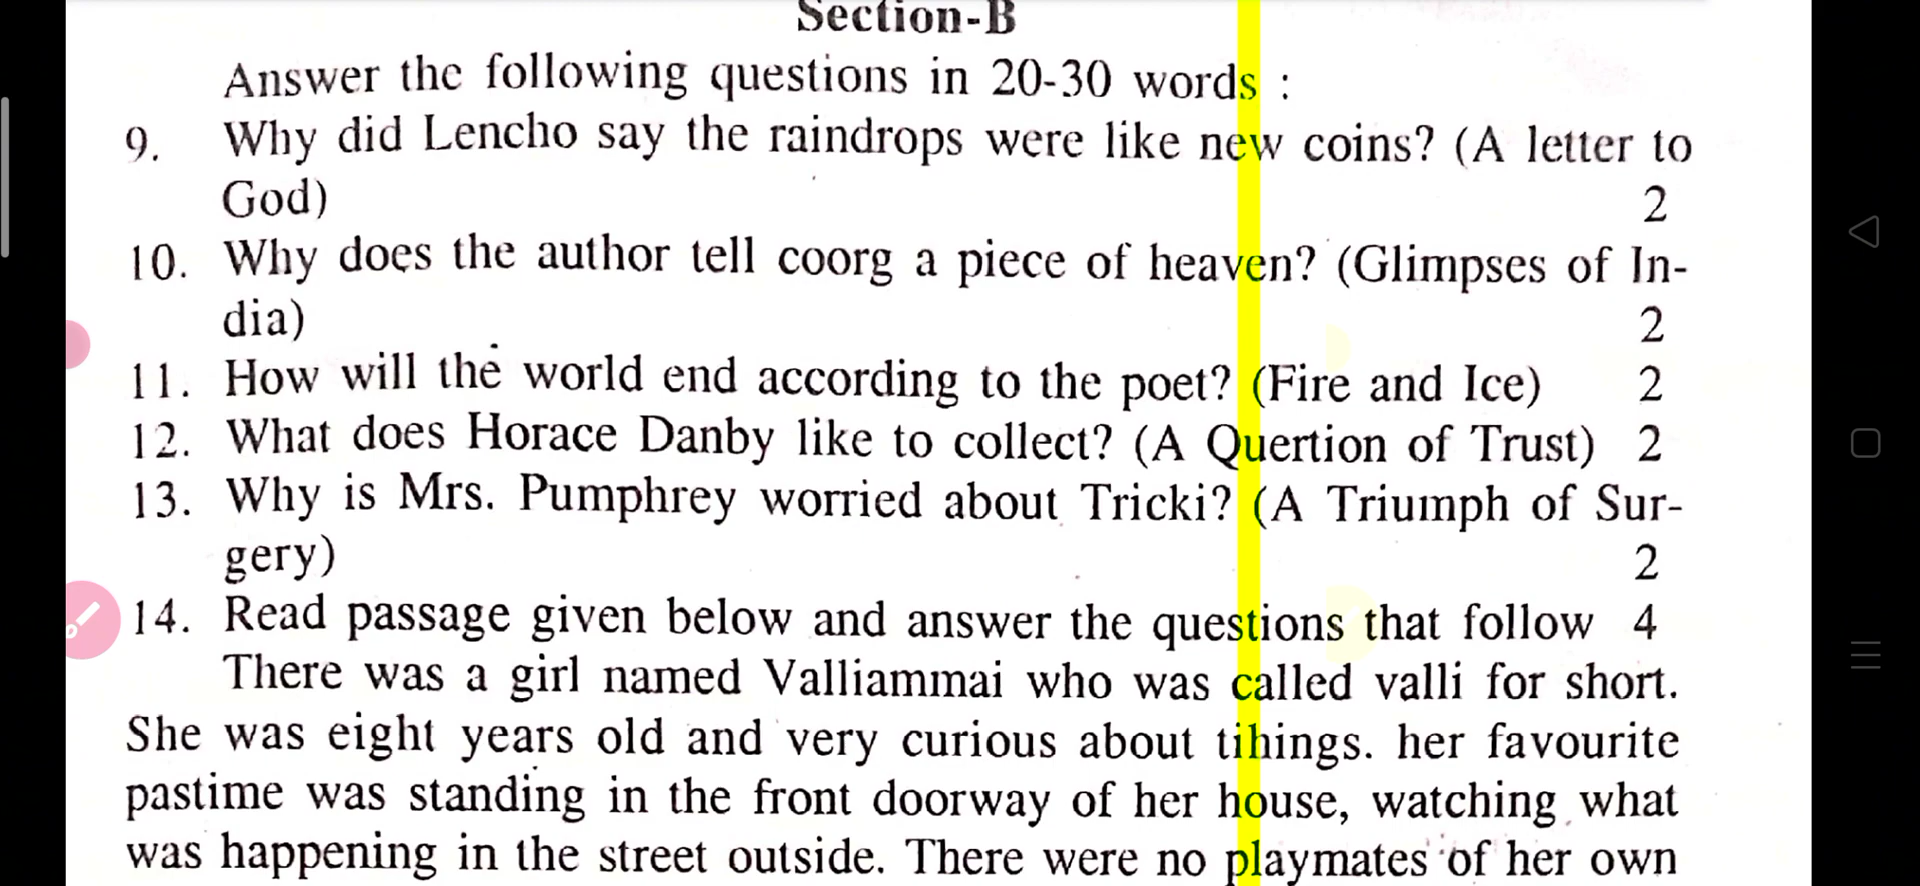 Section-B
Answer the following questions in 20-30 words :
9. Why did Lencho say the raindrops were like new coins? (A letter to
God) 2
10. Why does the author tell coorg a piece of heaven? (Glimpses of In-
dia) 2
11. How will the world end according to the poet? (Fire and Ice) 2
12. What does Horace Danby like to collect? (A Quertion of Trust) 2
13. Why is Mrs. Pumphrey worried about Tricki? (A Triumph of Sur-
gery) 2
14. Read passage given below and answer the questions that follow 4
There was a girl named Valliammai who was called valli for short.
She was eight years old and very curious about tihings. her favourite
pastime was standing in the front doorway of her house, watching what
was happening in the street outside. There were no playmates of her own